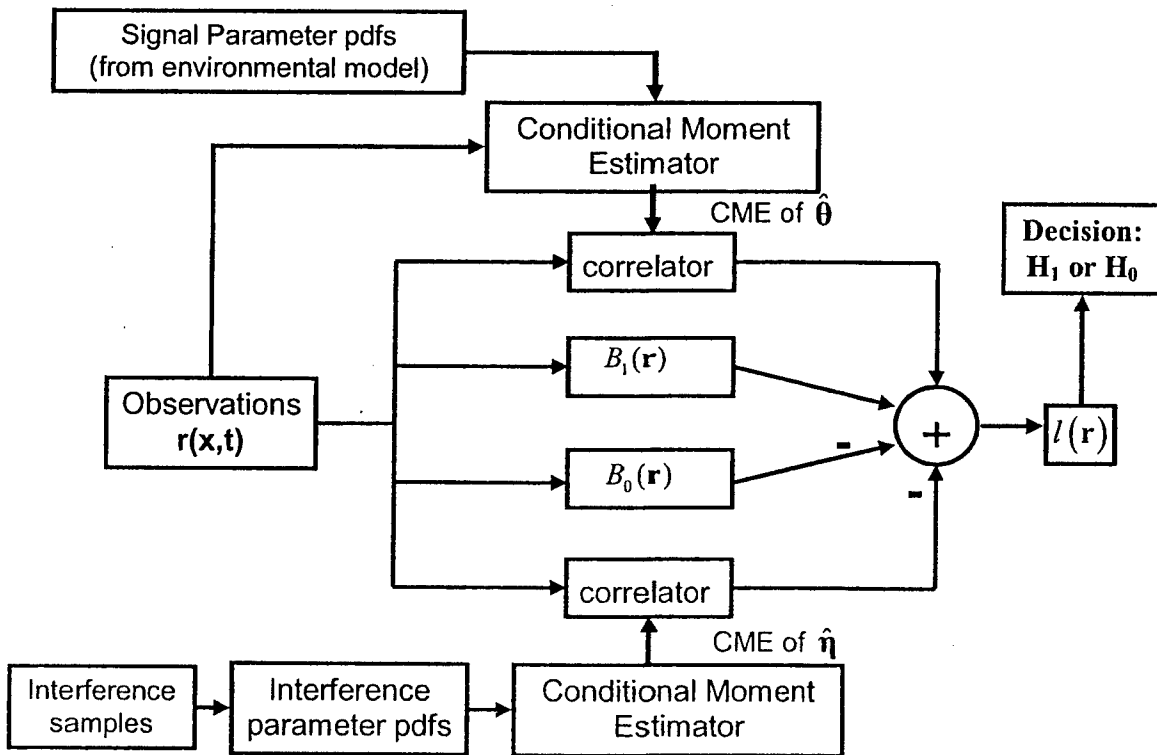 Signal Parameter pdfs
(from environmental model)
Conditional Moment
Estimator
CME of θ̂
correlator
Decision:
H₁ or H₀
B₁(r)
Observations
r(x,t)
+
l(r)
-
B₀(r)
-
correlator
CME of η̂
Interference
samples
Interference
parameter pdfs
Conditional Moment
Estimator